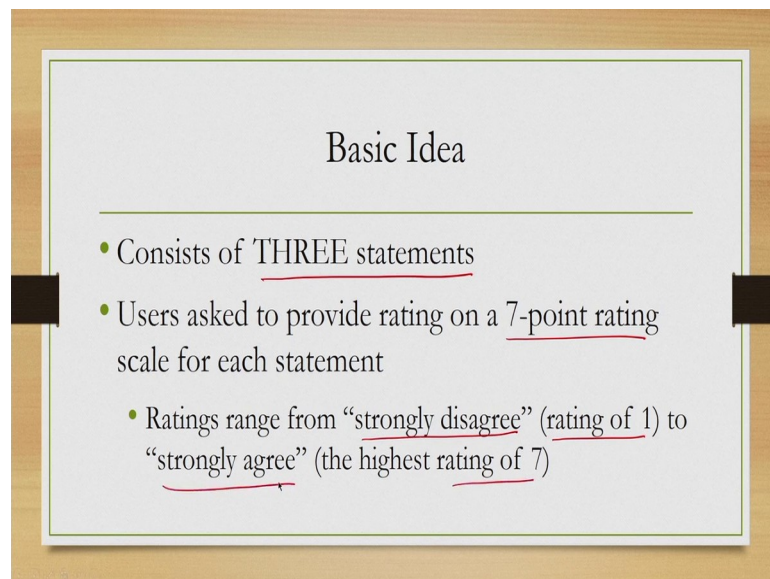 Basic Idea
• Consists of THREE statements
• Users asked to provide rating on a 7-point rating
scale for each statement
• Ratings range from “strongly disagree” (rating of 1) to
“strongly agree” (the highest rating of 7)